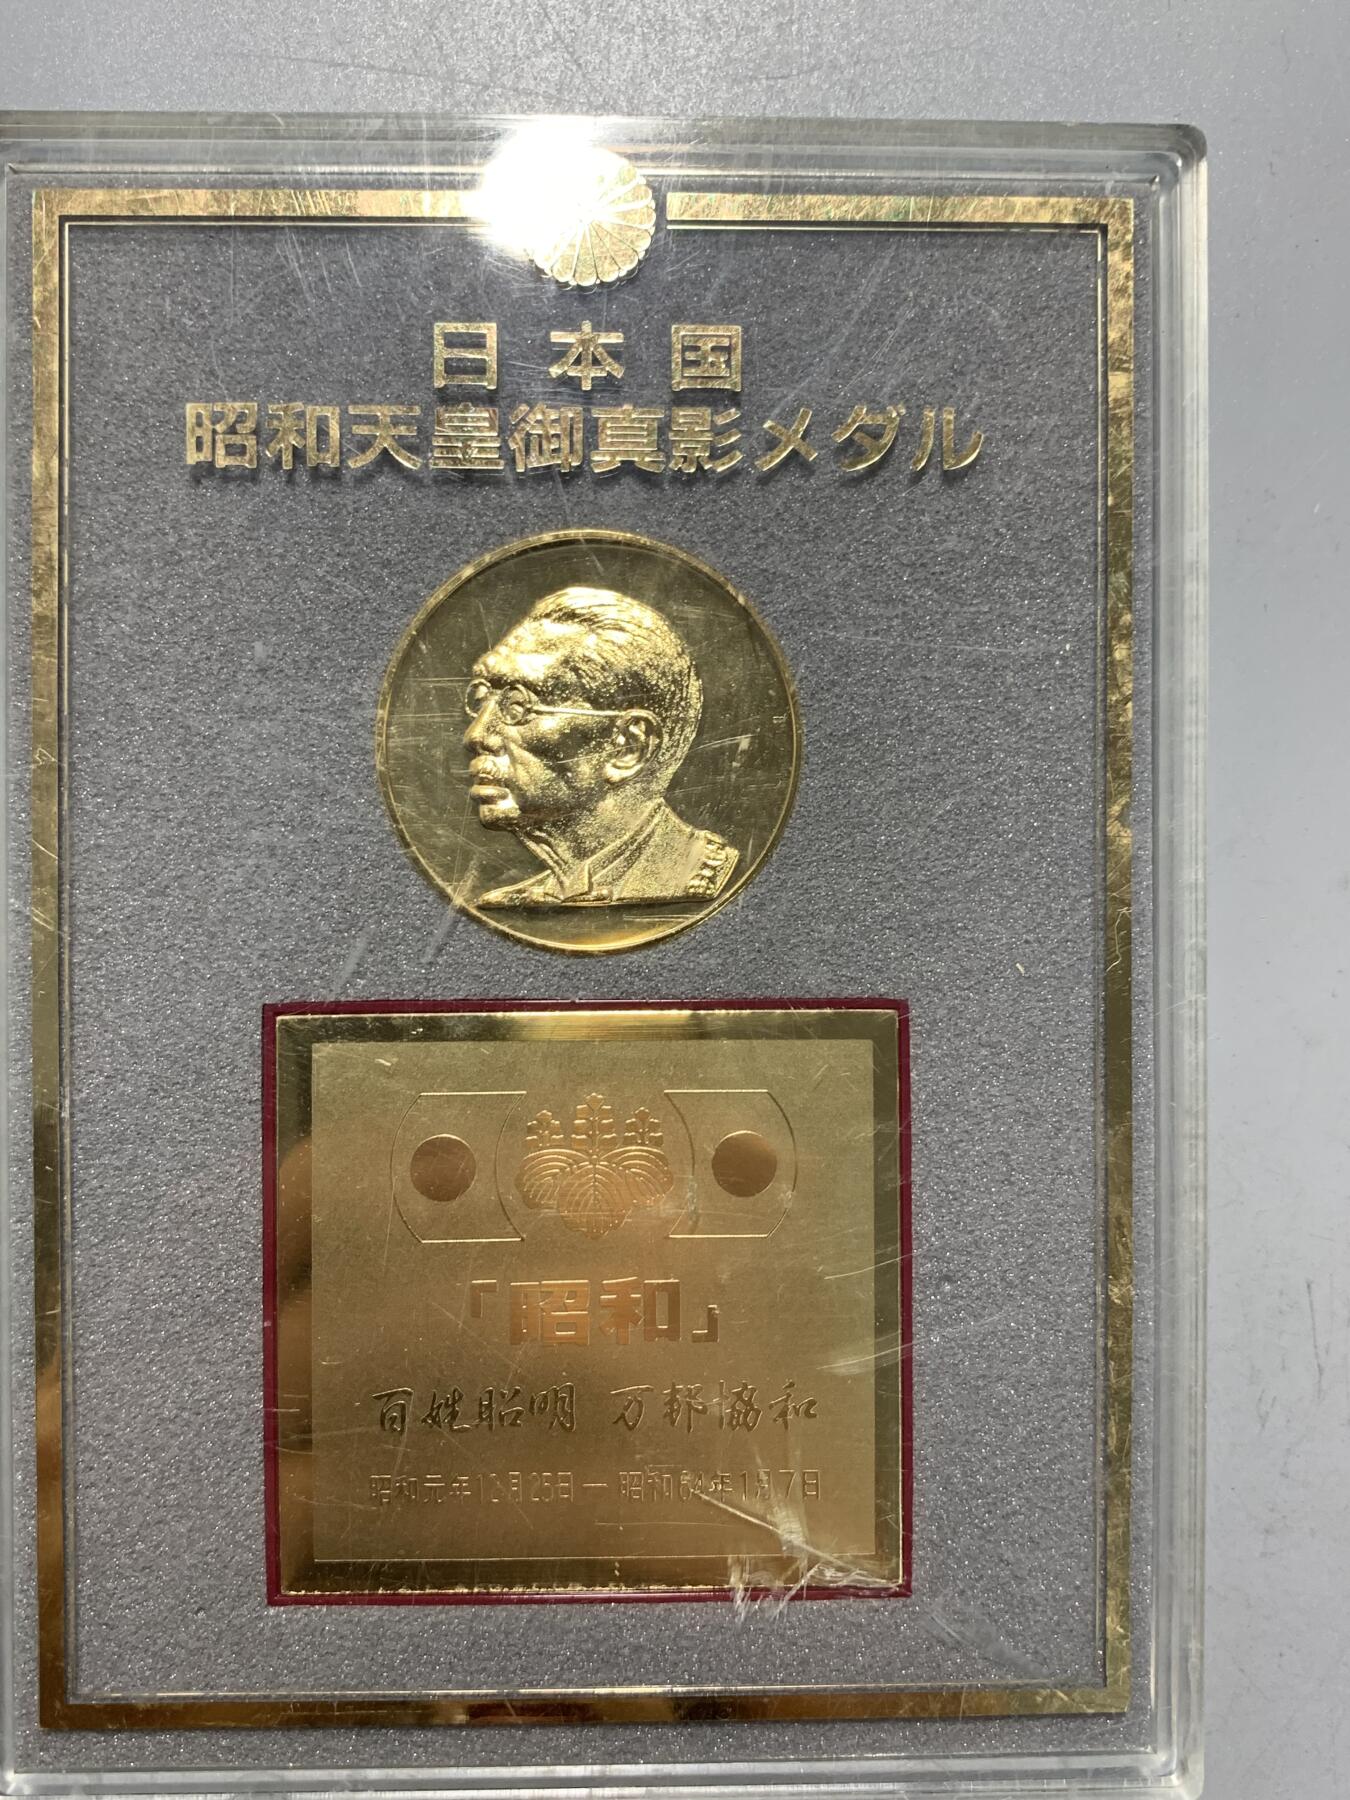 日本国
昭和天皇御真影メダル
「昭和」
百姓昭明 万邦協和
昭和元年12月25日ー昭和64年1月7日